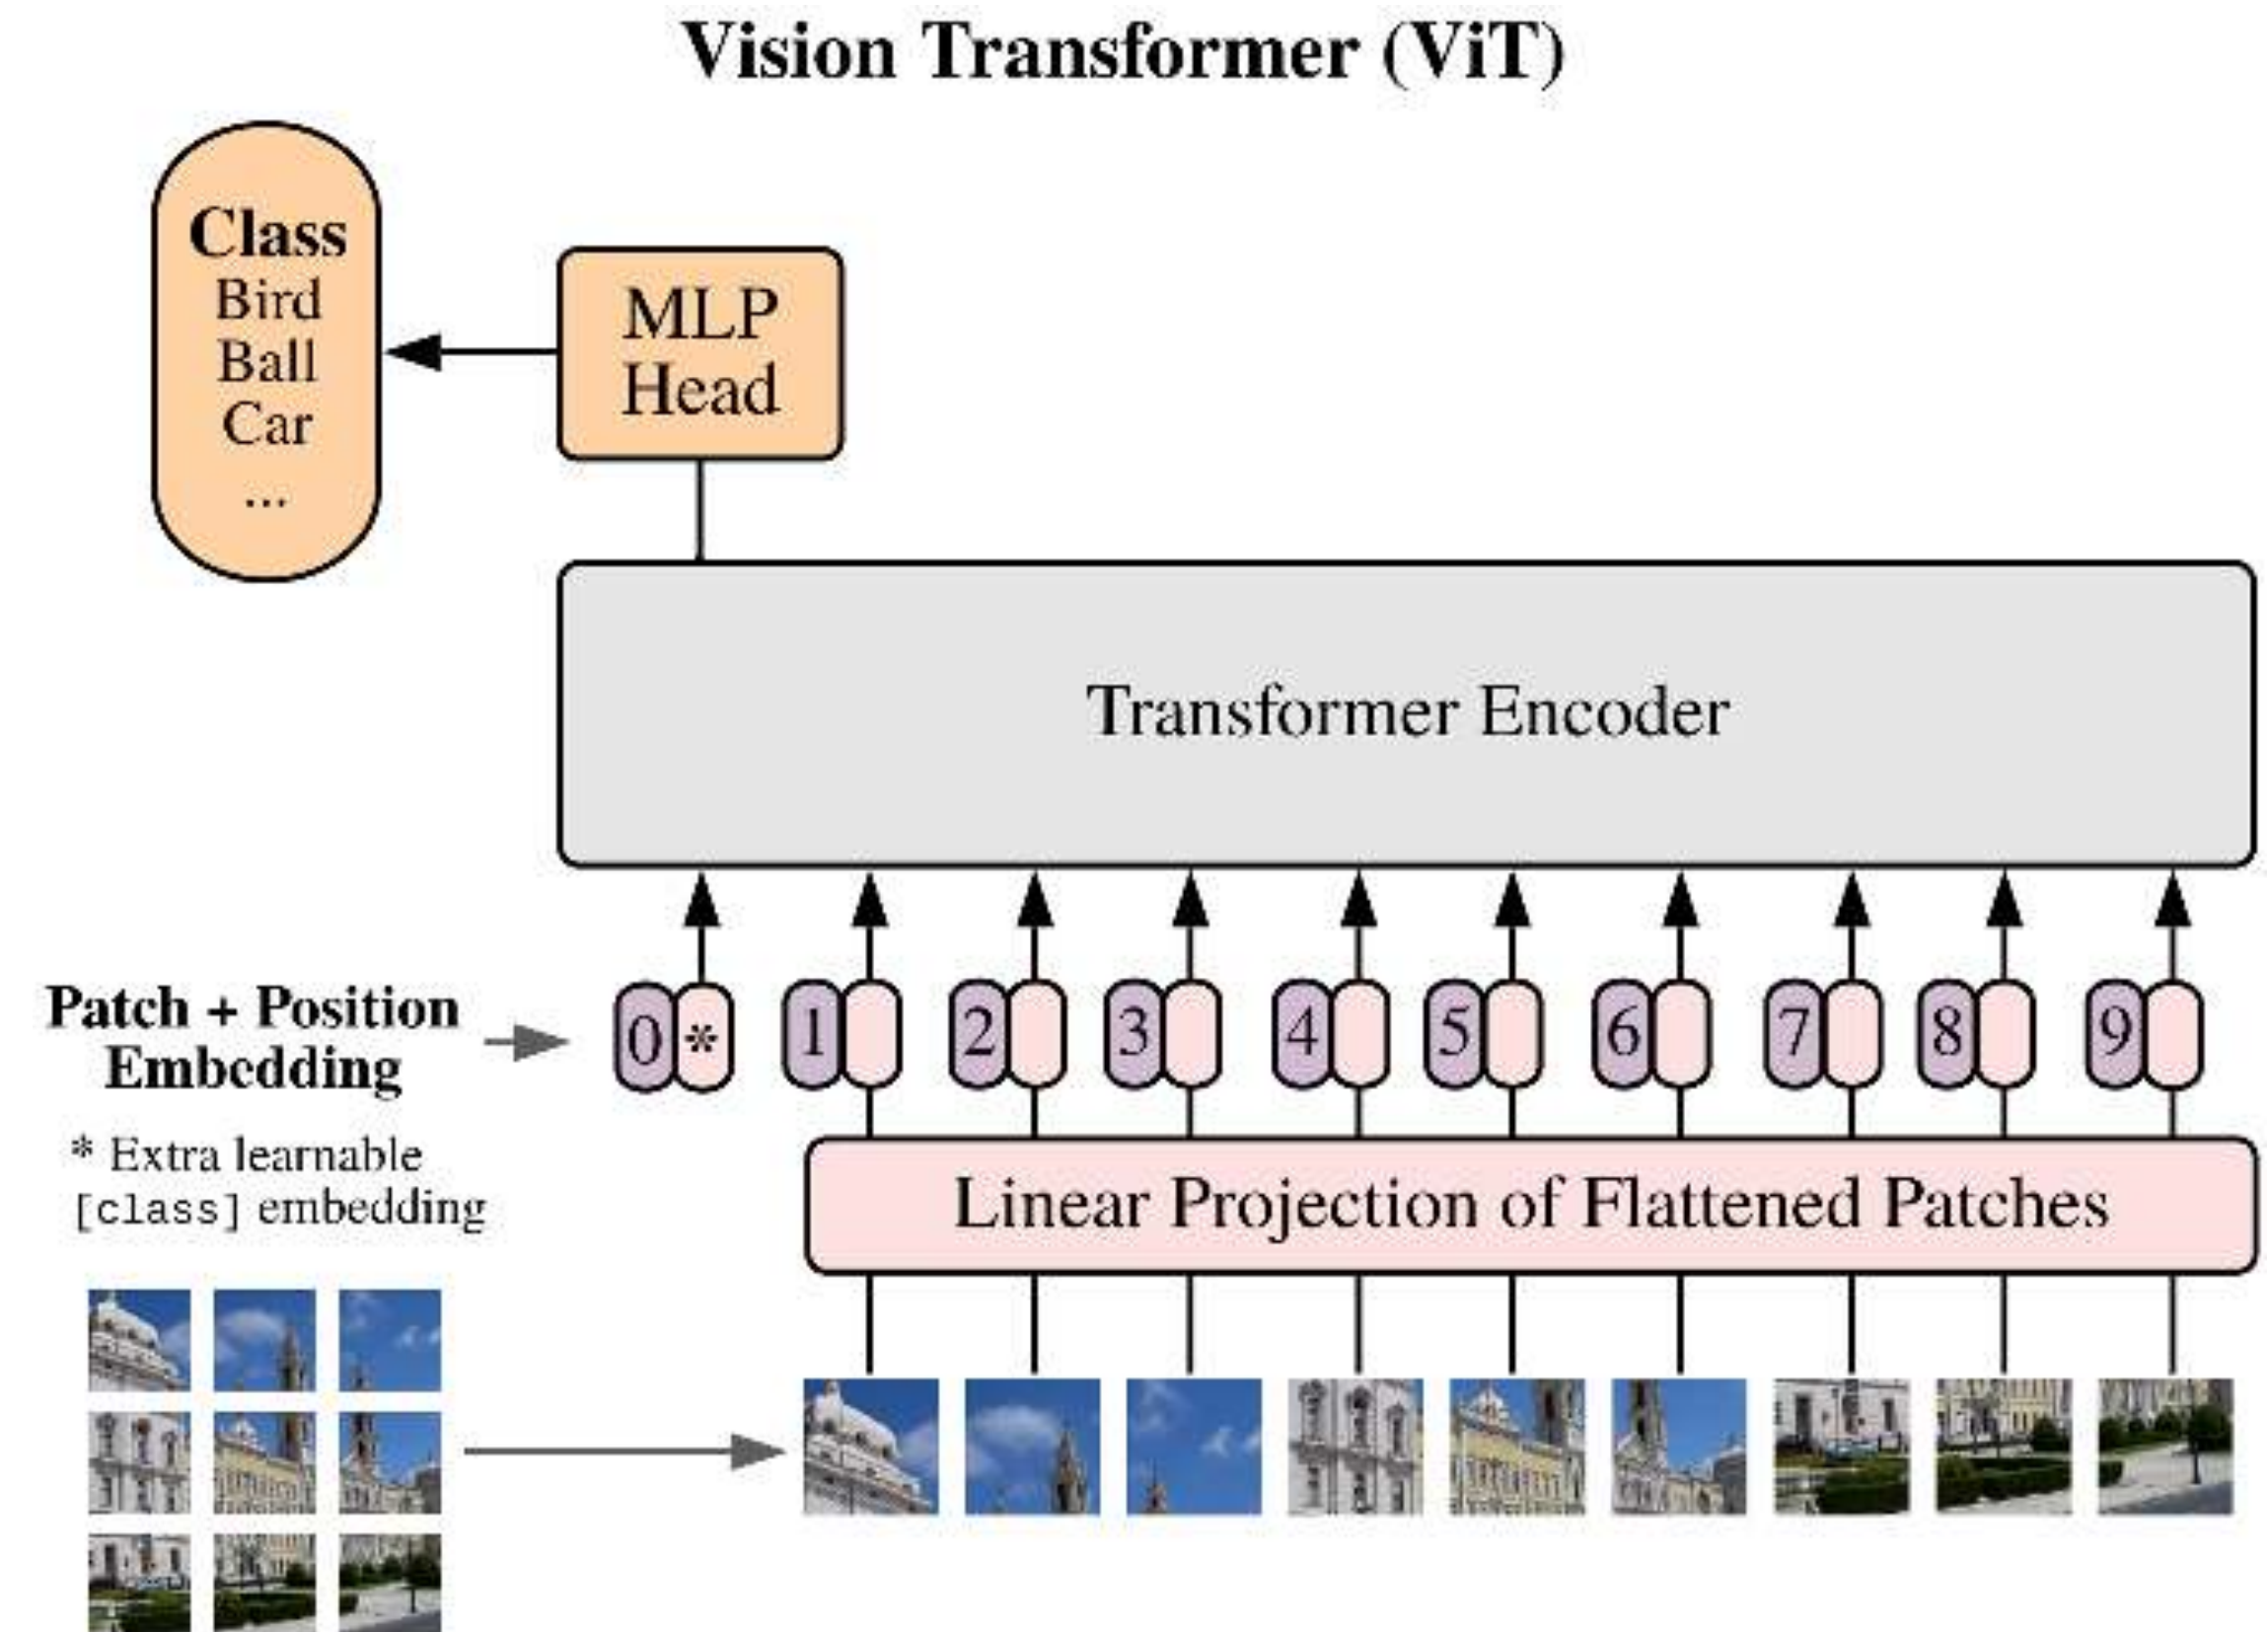 Vision Transformer (ViT)
Class
Bird
Ball
Car
...
MLP
Head
Transformer Encoder
Patch + Position
Embedding
0 * 1 2 3 4 5 6 7 8 9
* Extra learnable
[class] embedding
Linear Projection of Flattened Patches